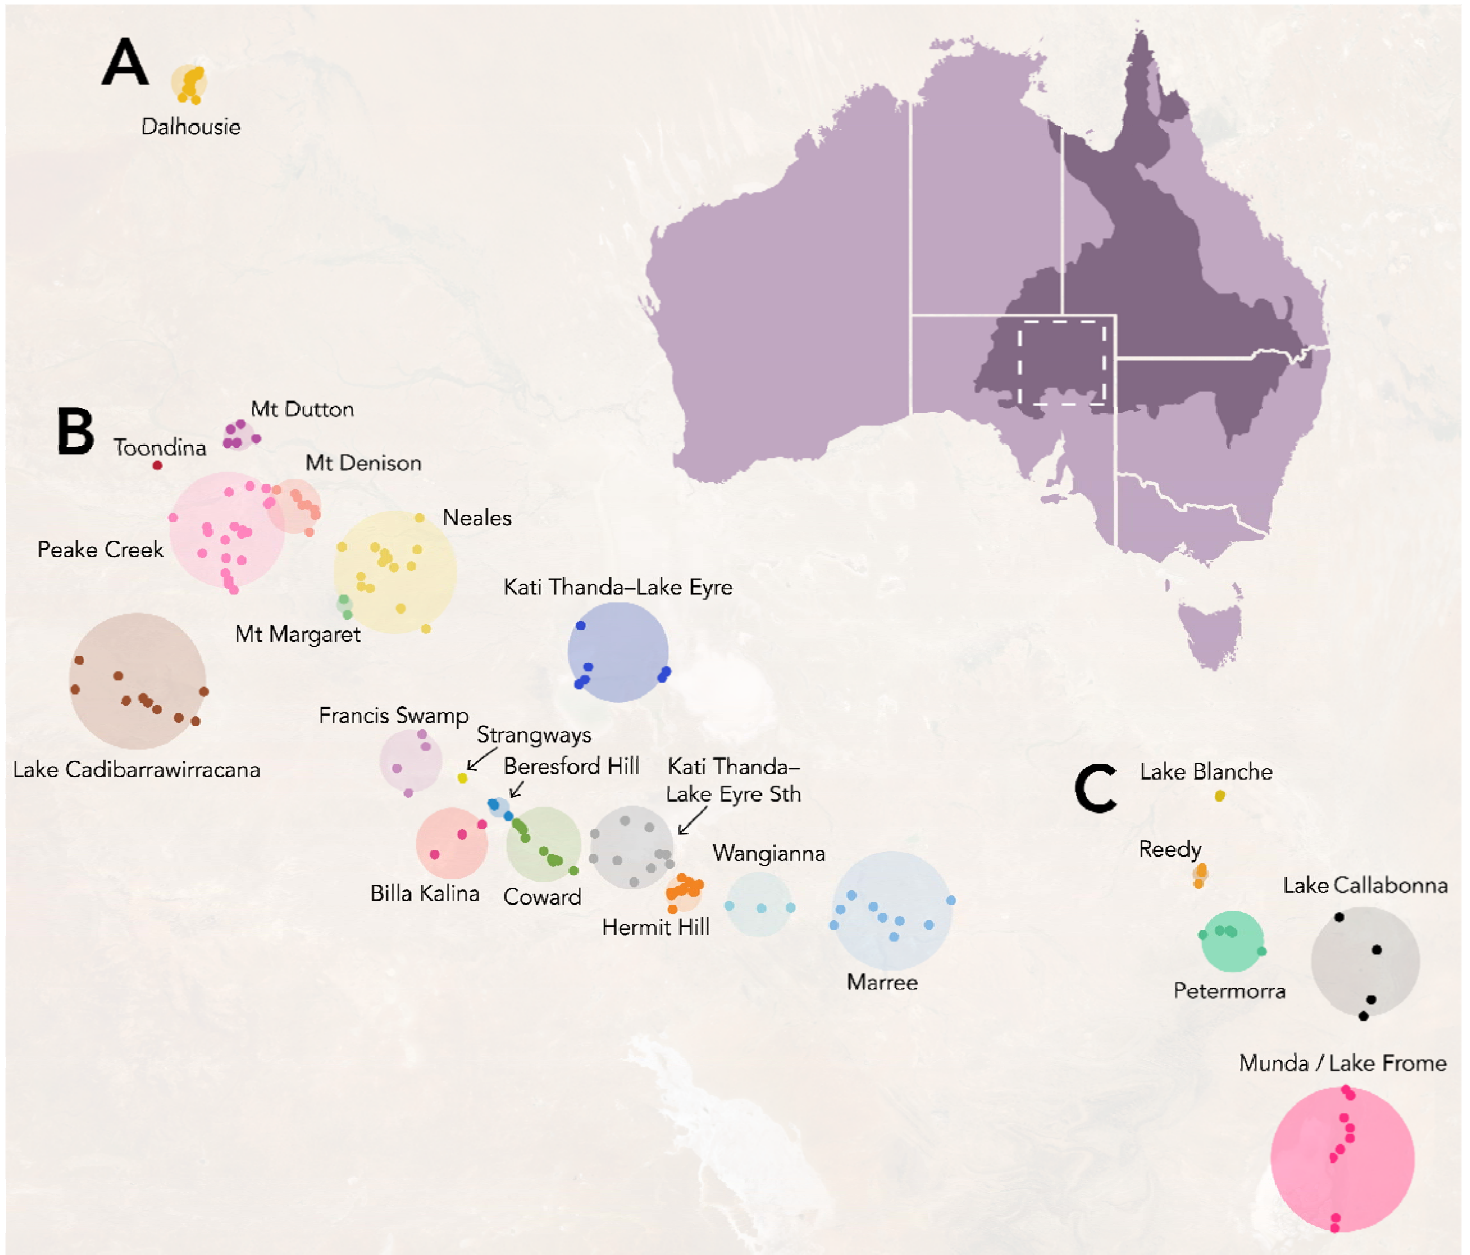 A
Dalhousie
B
Mt Dutton
Toondina
Mt Denison
Neales
Peake Creek
Kati Thanda–Lake Eyre
Mt Margaret
Francis Swamp
Strangways
Lake Cadibarrawirracana
Beresford Hill
Kati Thanda–
Lake Eyre Sth
C
Lake Blanche
Wangianna
Reedy
Billa Kalina
Coward
Lake Callabonna
Hermit Hill
Marree
Petermorra
Munda / Lake Frome